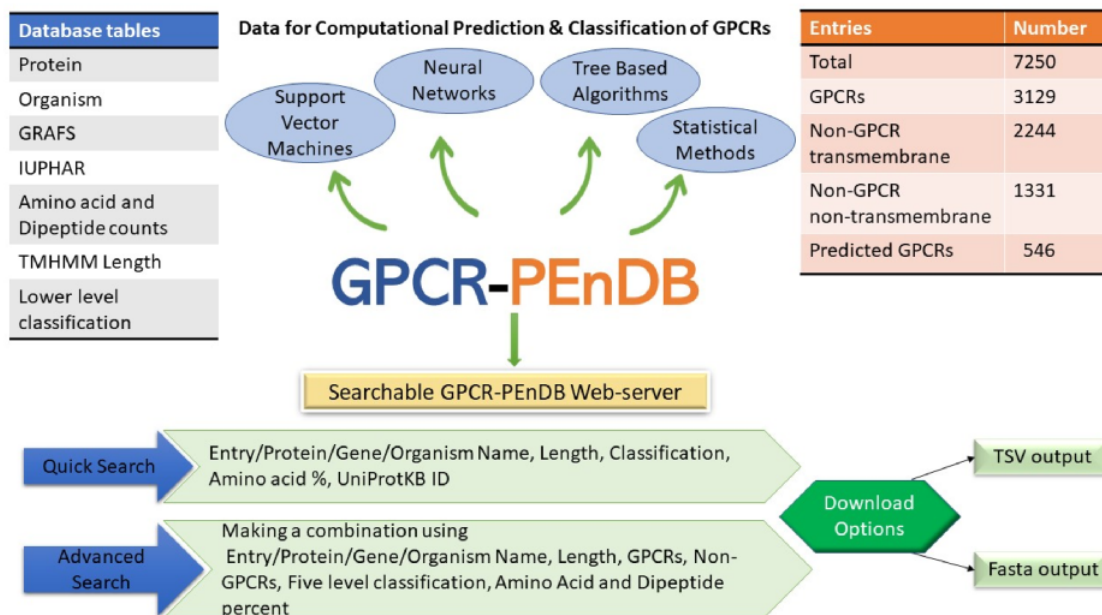 Database tables
Protein
Organism
GRAFS
IUPHAR
Amino acid and
Dipeptide counts
TMHMM Length
Lower level
classification
Data for Computational Prediction & Classification of GPCRs
Support
Vector
Machines
Neural
Networks
Tree Based
Algorithms
Statistical
Methods
Entries Number
Total 7250
GPCRs 3129
Non-GPCR 2244
transmembrane
Non-GPCR 1331
non-transmembrane
Predicted GPCRs 546
GPCR-PEnDB
Searchable GPCR-PEnDB Web-server
Quick Search
Entry/Protein/Gene/Organism Name, Length, Classification,
Amino acid %, UniProtKB ID
Advanced
Search
Making a combination using
Entry/Protein/Gene/Organism Name, Length, GPCRs, Non-
GPCRs, Five level classification, Amino Acid and Dipeptide
percent
Download
Options
TSV output
Fasta output